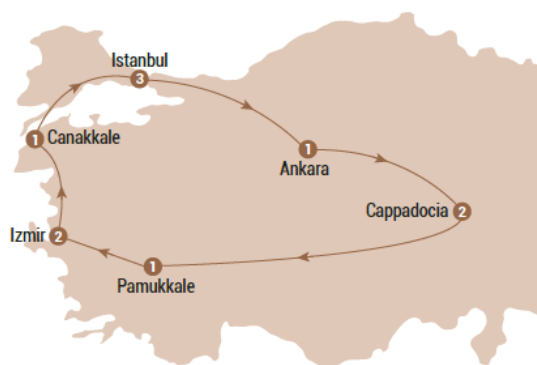 Istanbul
3
1 Canakkale
1
Ankara
Cappadocia 2
Izmir 2
1
Pamukkale